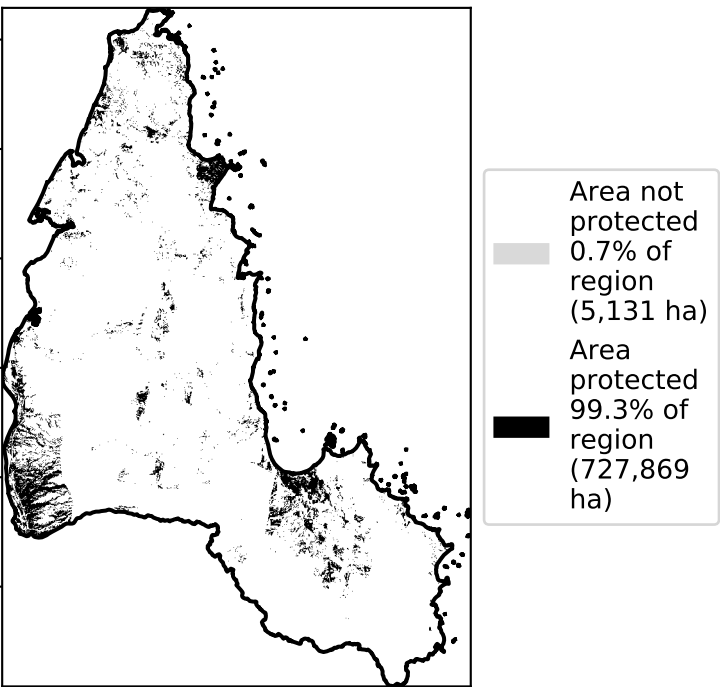 Area not
protected
0.7% of
region
(5,131 ha)
Area
protected
99.3% of
region
(727,869
ha)